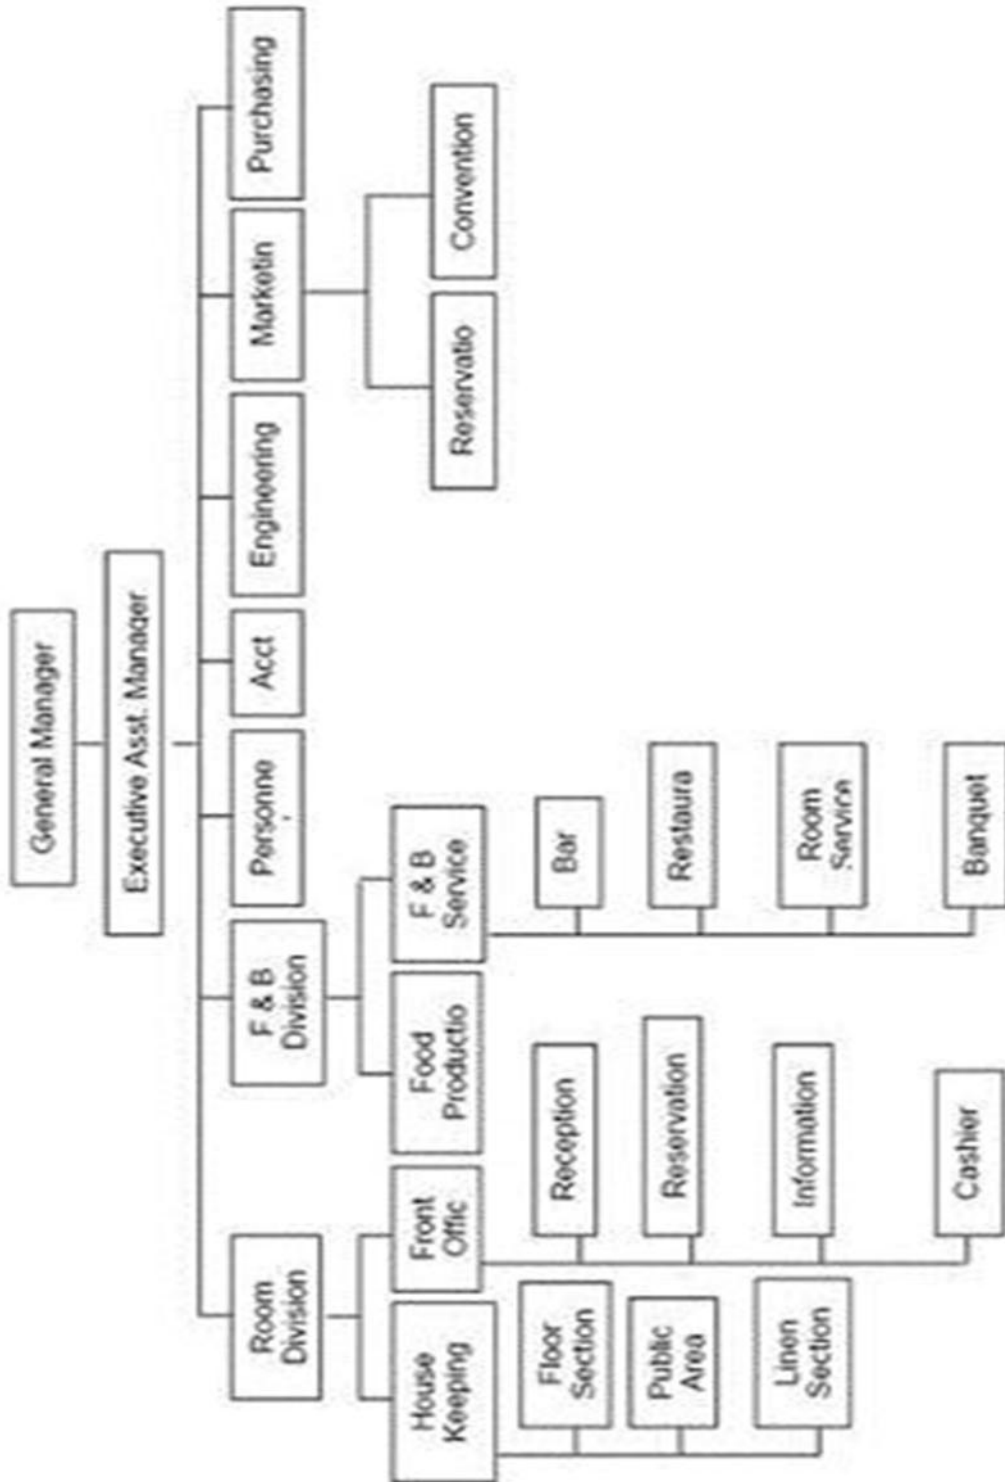 General Manager
Executive Asst. Manager
Room
Division
F & B
Division
Personne
Acct
Engineering
Marketin
Purchasing
House
Keeping
Front
Offic
Food
Productio
F & B
Service
Reservatio
Convention
Floor
Section
Public
Area
Linen
Section
Reception
Reservation
Information
Cashier
Bar
Restaura
Room
Service
Banquet